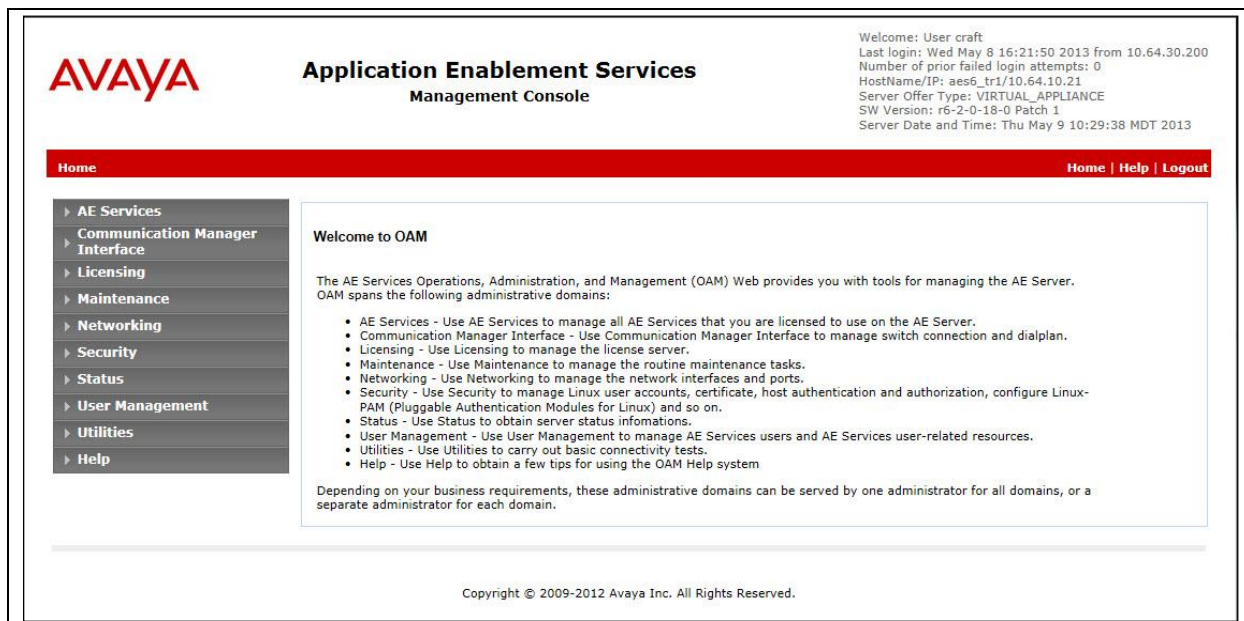 AVAYA
Application Enablement Services
Management Console
Welcome: User craft
Last login: Wed May 8 16:21:50 2013 from 10.64.30.200
Number of prior failed login attempts: 0
HostName/IP: aes6_tr1/10.64.10.21
Server Offer Type: VIRTUAL_APPLIANCE
SW Version: r6-2-0-18-0 Patch 1
Server Date and Time: Thu May 9 10:29:38 MDT 2013
Home
Home | Help | Logout
AE Services
Communication Manager
Interface
Licensing
Maintenance
Networking
Security
Status
User Management
Utilities
Help
Welcome to OAM
The AE Services Operations, Administration, and Management (OAM) Web provides you with tools for managing the AE Server.
OAM spans the following administrative domains:
• AE Services - Use AE Services to manage all AE Services that you are licensed to use on the AE Server.
• Communication Manager Interface - Use Communication Manager Interface to manage switch connection and dialplan.
• Licensing - Use Licensing to manage the license server.
• Maintenance - Use Maintenance to manage the routine maintenance tasks.
• Networking - Use Networking to manage the network interfaces and ports.
• Security - Use Security to manage Linux user accounts, certificate, host authentication and authorization, configure Linux-
PAM (Pluggable Authentication Modules for Linux) and so on.
• Status - Use Status to obtain server status infomations.
• User Management - Use User Management to manage AE Services users and AE Services user-related resources.
• Utilities - Use Utilities to carry out basic connectivity tests.
• Help - Use Help to obtain a few tips for using the OAM Help system
Depending on your business requirements, these administrative domains can be served by one administrator for all domains, or a
separate administrator for each domain.
Copyright © 2009-2012 Avaya Inc. All Rights Reserved.